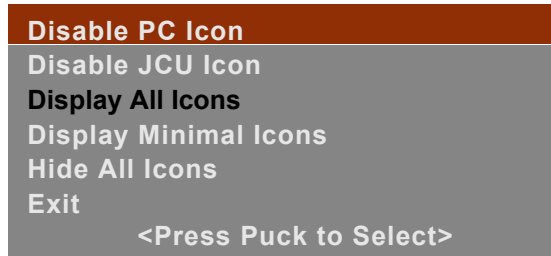 Disable PC Icon
Disable JCU Icon
Display All Icons
Display Minimal Icons
Hide All Icons
Exit
<Press Puck to Select>